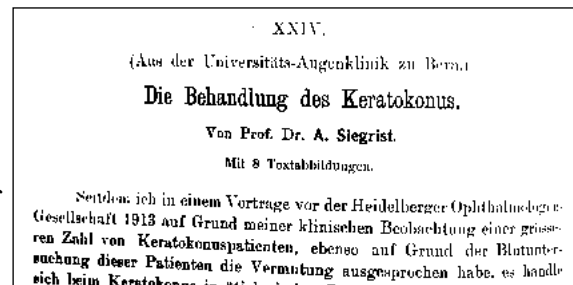 XXIV.
(Aus der Universitäts-Augenklinik zu Bern.)
Die Behandlung des Keratokonus.
Von Prof. Dr. A. Siegrist.
Mit 8 Textabbildungen.
Seitdem ich in einem Vortrage vor der Heidelberger Ophthalmologen-
Gesellschaft 1913 auf Grund meiner klinischen Beobachtung einer grösse-
ren Zahl von Keratokonuspatienten, ebenso auf Grund der Blutunter-
suchung dieser Patienten die Vermutung ausgesprochen habe, es handle
sich beim Keratokonus in